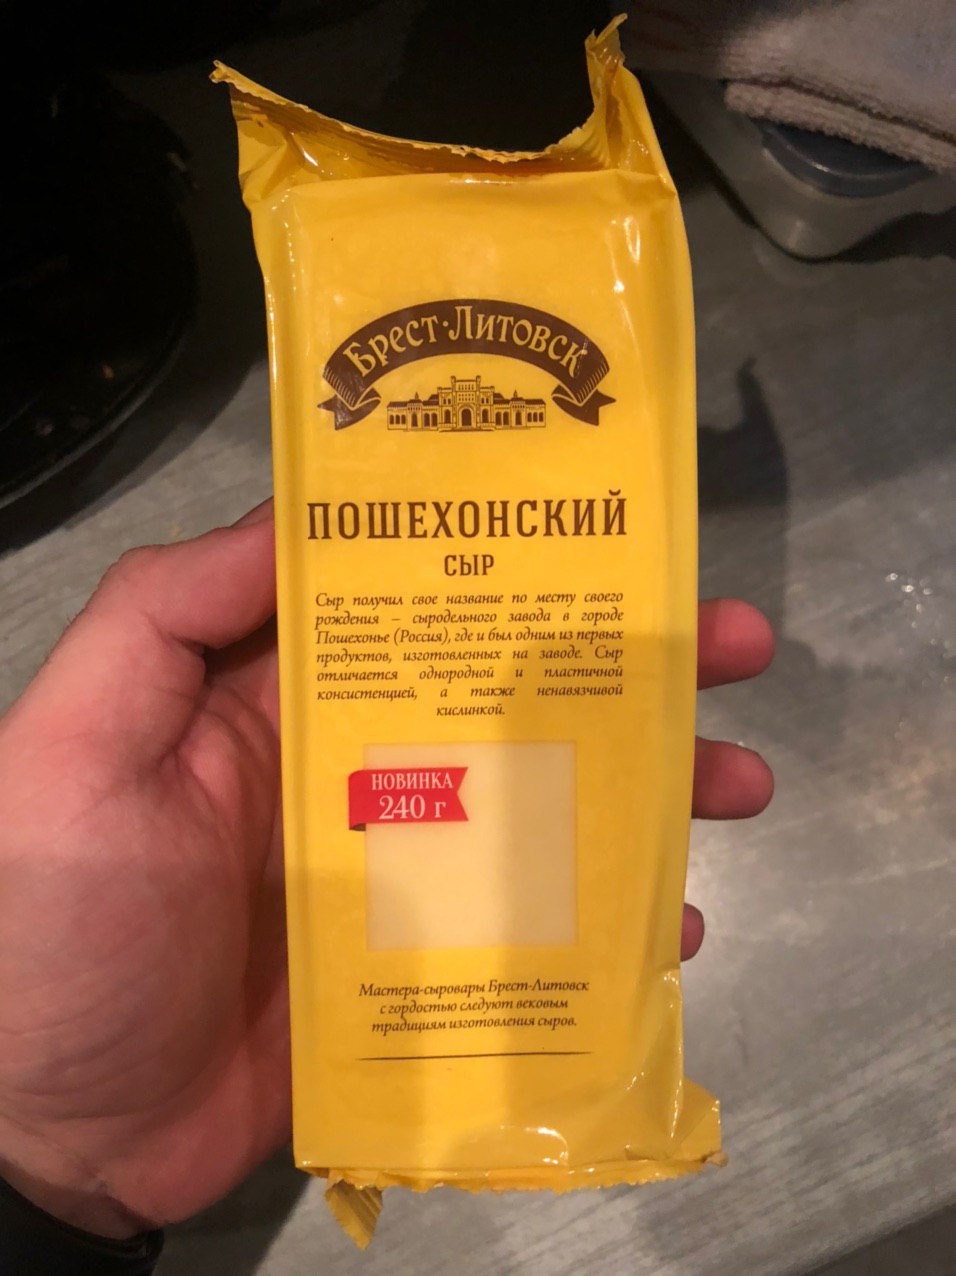 Брест-Литовск
ПОШЕХОНСКИЙ
СЫР
Сыр получил свое название по месту своего
рождения – сыродельного завода в городе
Пошехонье (Россия), где и был одним из первых
продуктов, изготовленных на заводе. Сыр
отличается однородной и пластичной
консистенцией, а также ненавязчивой
кислинкой.
НОВИНКА
240 г
Мастера-сыровары Брест-Литовск
с гордостью следуют вековым
традициям изготовления сыров.